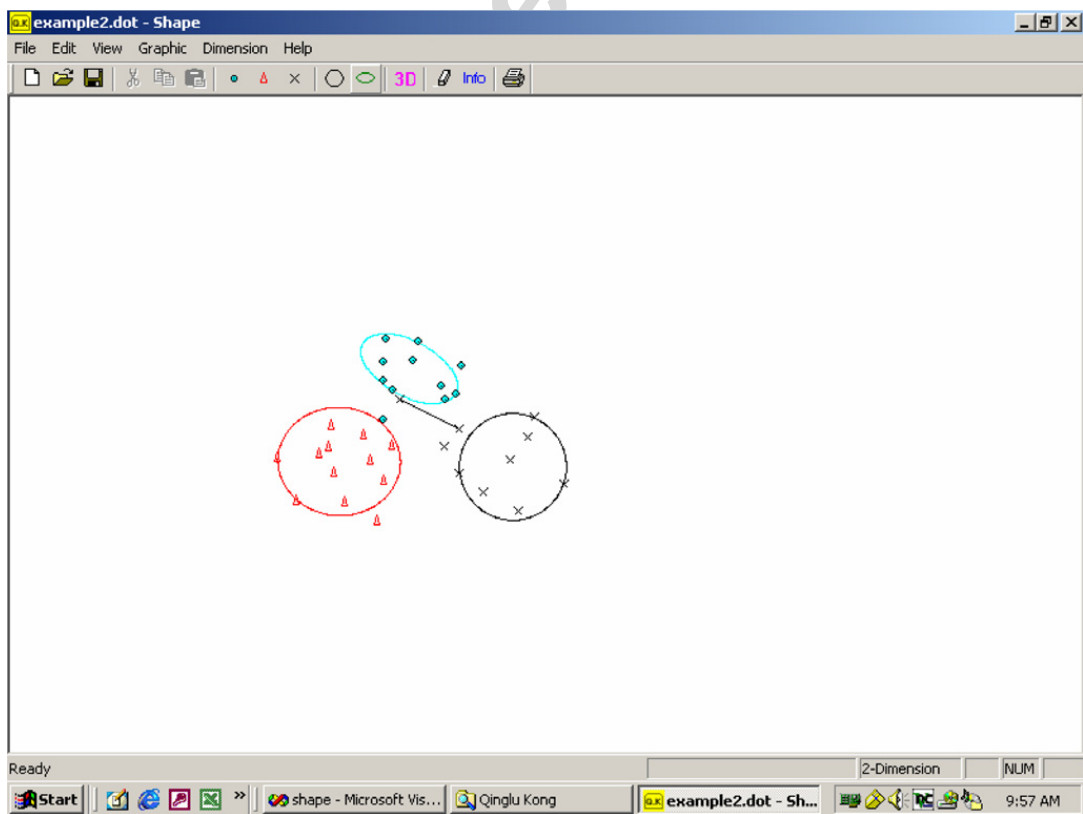 Q.K example2.dot - Shape
File Edit View Graphic Dimension Help
3D Info
Ready 2-Dimension NUM
Start » shape - Microsoft Vis... Qinglu Kong Q.K example2.dot - Sh... 9:57 AM